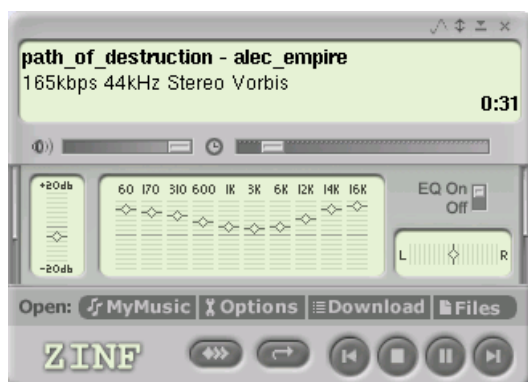 path_of_destruction - alec_empire
165kbps 44kHz Stereo Vorbis
0:31
+20db
60 170 310 600 1K 3K 6K 12K 14K 16K
EQ On
Off
L R
-20db
Open: MyMusic Options Download Files
ZINF